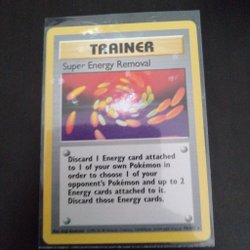 TRAINER
Super Energy Removal
Discard 1 Energy card attached
to 1 of your own Pokémon in
order to choose 1 of your
opponent's Pokémon and up to 2
Energy cards attached to it.
Discard those Energy cards.